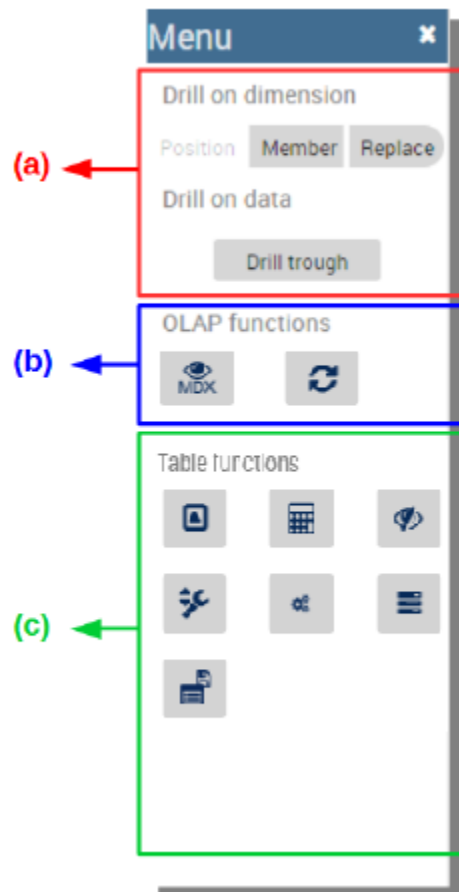 Menu ×
(a)
Drill on dimension
Position Member Replace
Drill on data
Drill trough
(b)
OLAP functions
MDX
(c)
Table functions